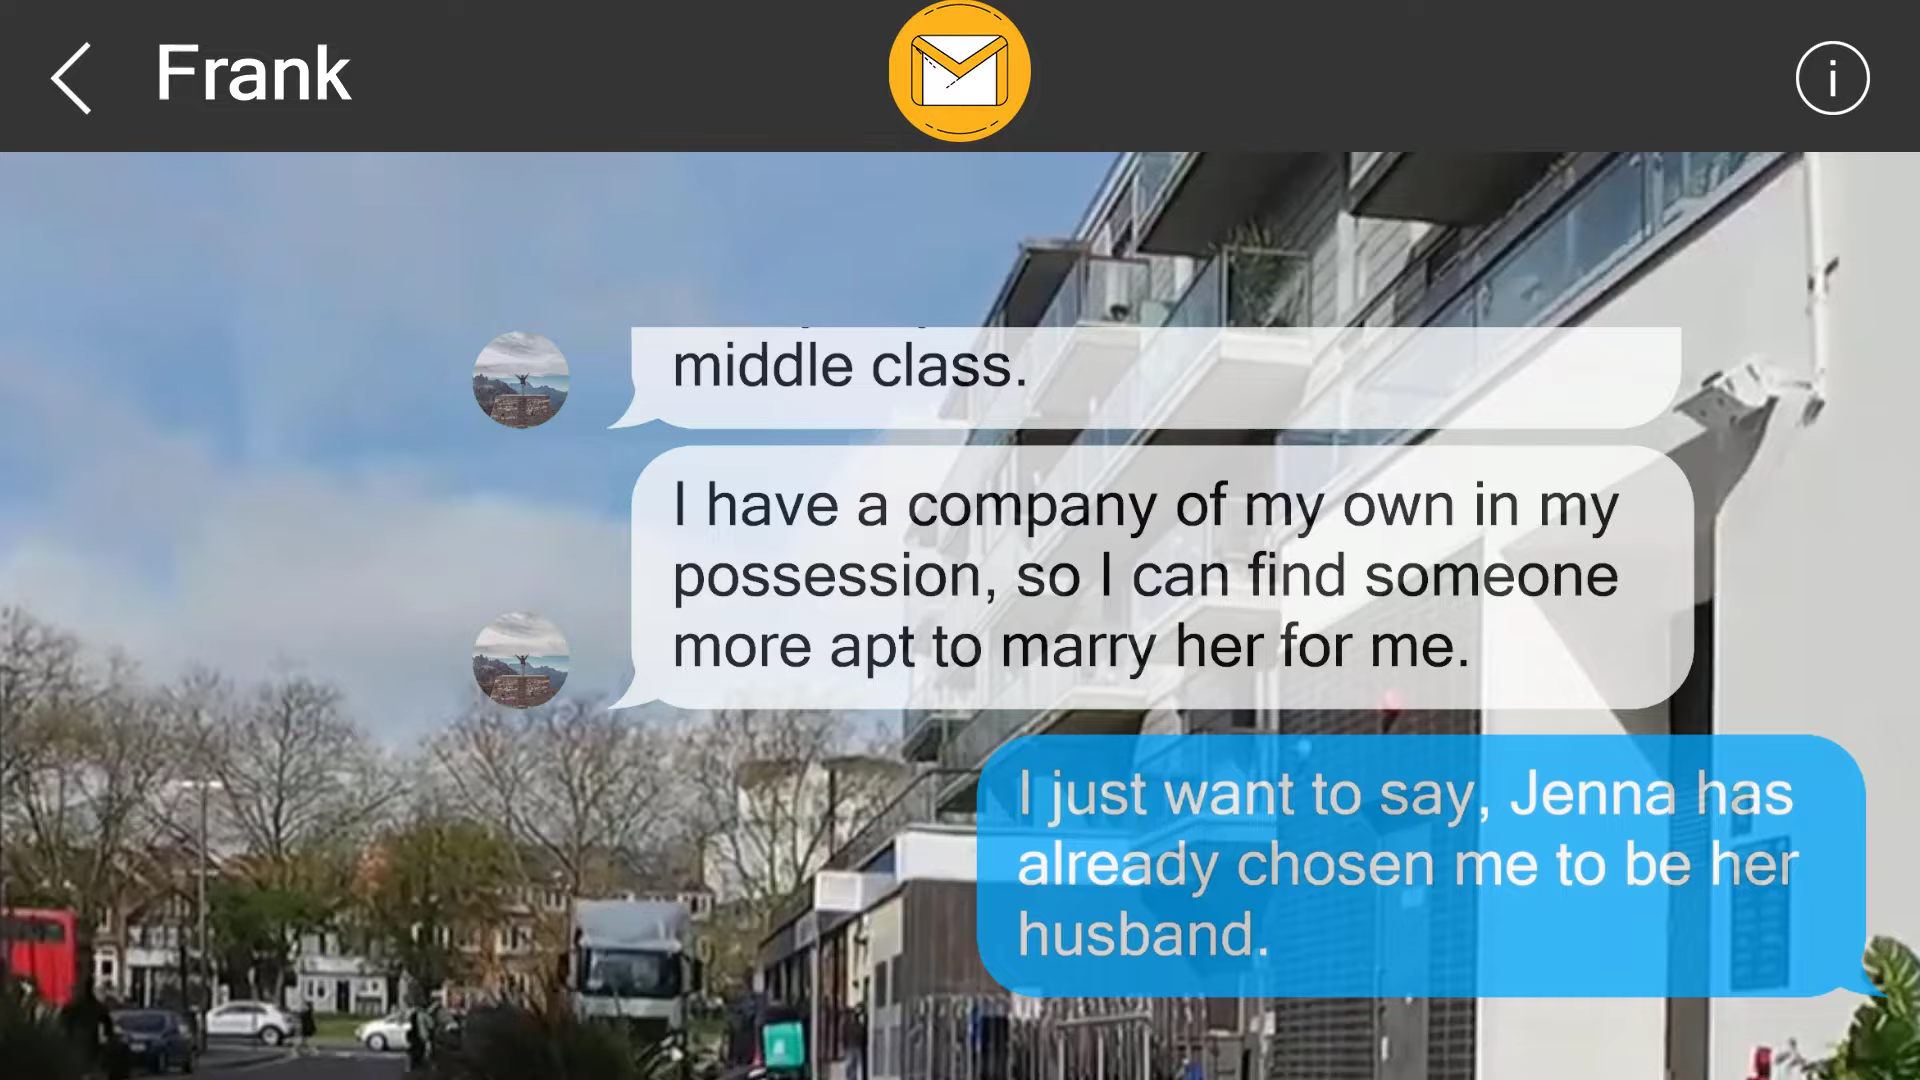 Frank
middle class.
I have a company of my own in my
possession, so I can find someone
more apt to marry her for me.
I just want to say, Jenna has
already chosen me to be her
husband.